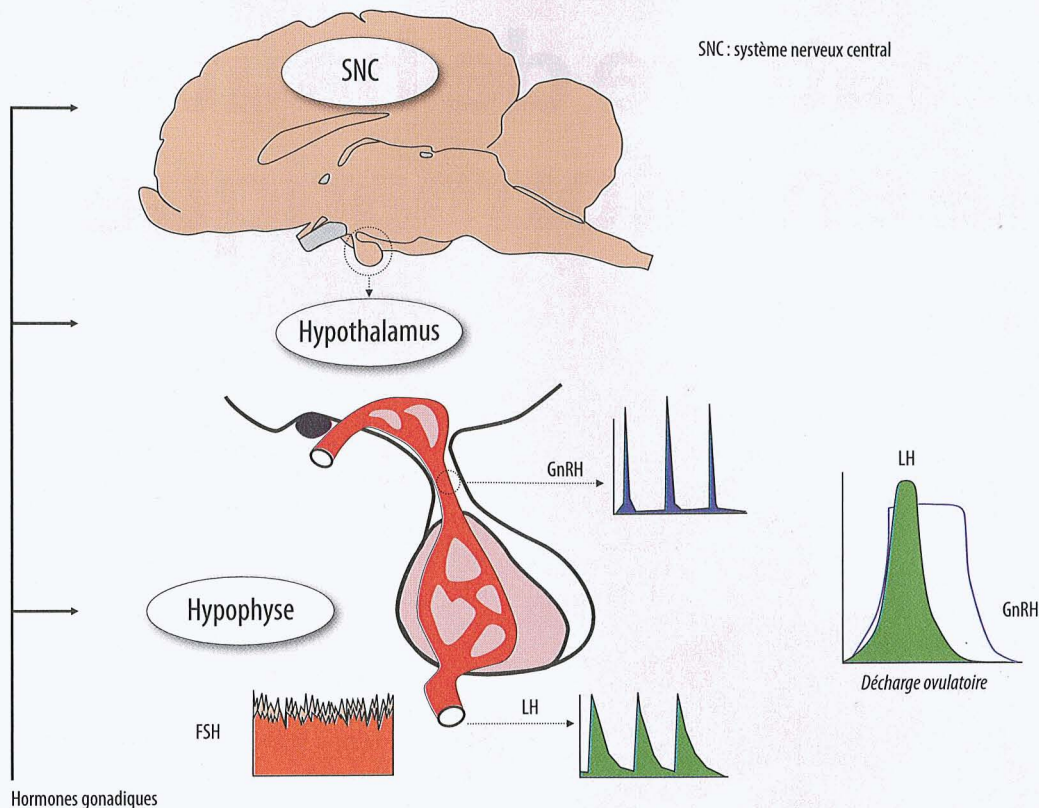 SNC
SNC : système nerveux central
Hypothalamus
GnRH
LH
Hypophyse
GnRH
Décharge ovulatoire
FSH
LH
Hormones gonadiques